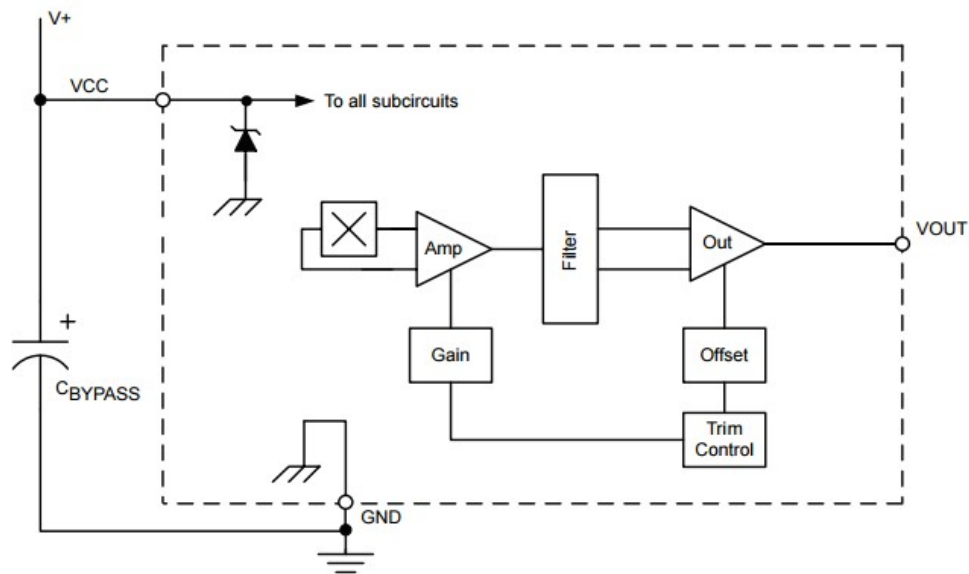 V+
VCC
To all subcircuits
Amp
Filter
Out
VOUT
Gain
Offset
+
CBYPASS
Trim
Control
GND